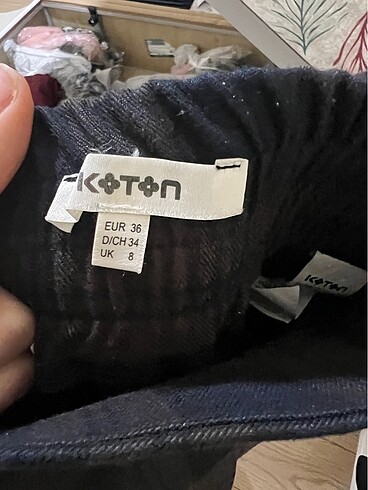 KOTON
EUR 36
D/CH 34
UK 8
KOTON